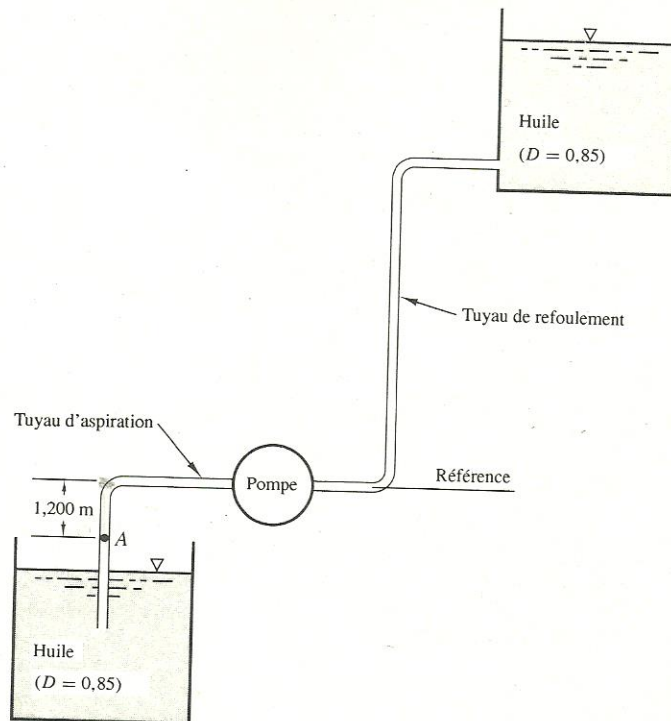 Huile
(D = 0,85)
Tuyau de refoulement
Tuyau d’aspiration
Pompe
Référence
1,200 m
A
Huile
(D = 0,85)